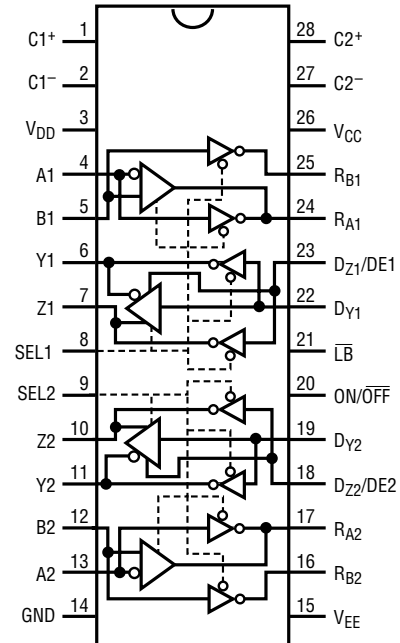 1 C1+
2 C1−
3 VDD
4 A1
5 B1
6 Y1
7 Z1
8 SEL1
9 SEL2
10 Z2
11 Y2
12 B2
13 A2
14 GND
28 C2+
27 C2−
26 VCC
25 RB1
24 RA1
23 DZ1/DE1
22 DY1
21 L̅B̅
20 ON/O̅F̅F̅
19 DY2
18 DZ2/DE2
17 RA2
16 RB2
15 VEE